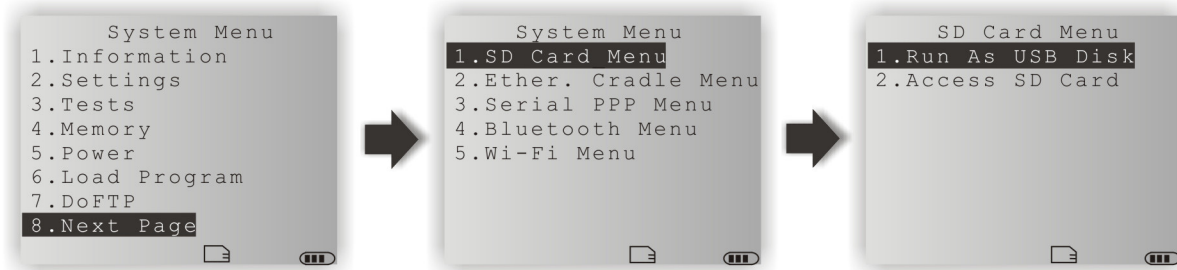 System Menu
1.Information
2.Settings
3.Tests
4.Memory
5.Power
6.Load Program
7.DoFTP
8.Next Page
System Menu
1.SD Card Menu
2.Ether. Cradle Menu
3.Serial PPP Menu
4.Bluetooth Menu
5.Wi-Fi Menu
SD Card Menu
1.Run As USB Disk
2.Access SD Card